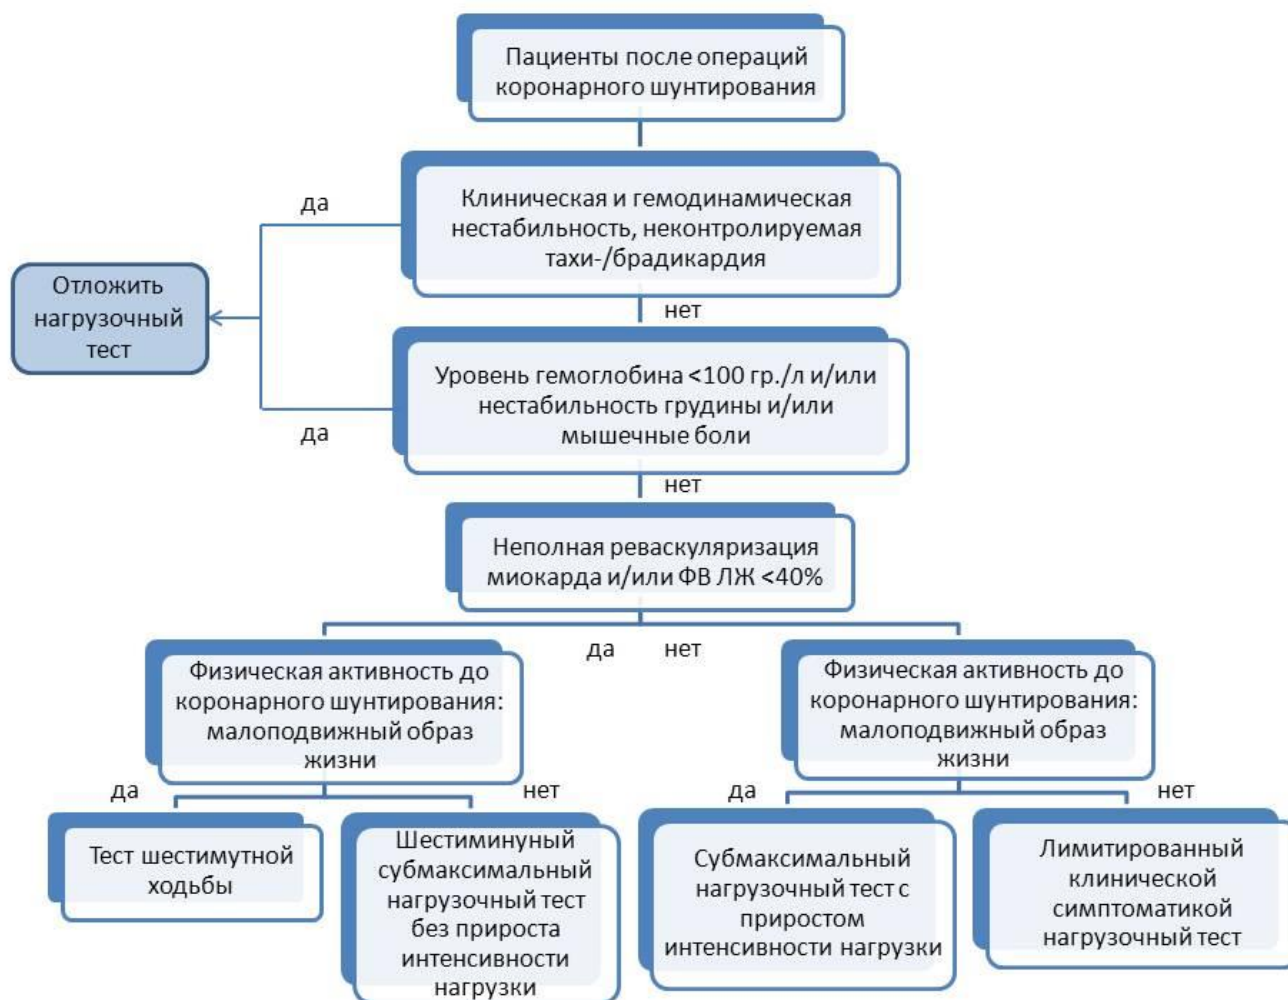 Пациенты после операций
коронарного шунтирования
да
Клиническая и гемодинамическая
нестабильность, неконтролируемая
тахи-/брадикардия
Отложить
нагрузочный
тест
нет
Уровень гемоглобина <100 гр./л и/или
нестабильность грудины и/или
мышечные боли
да
нет
Неполная реваскуляризация
миокарда и/или ФВ ЛЖ <40%
да
нет
Физическая активность до
коронарного шунтирования:
малоподвижный образ
жизни
Физическая активность до
коронарного шунтирования:
малоподвижный образ
жизни
да
нет
да
нет
Тест шестимутной
ходьбы
Шестиминуный
субмаксимальный
нагрузочный тест
без прироста
интенсивности
нагрузки
Субмаксимальный
нагрузочный тест с
приростом
интенсивности нагрузки
Лимитированный
клинической
симптоматикой
нагрузочный тест